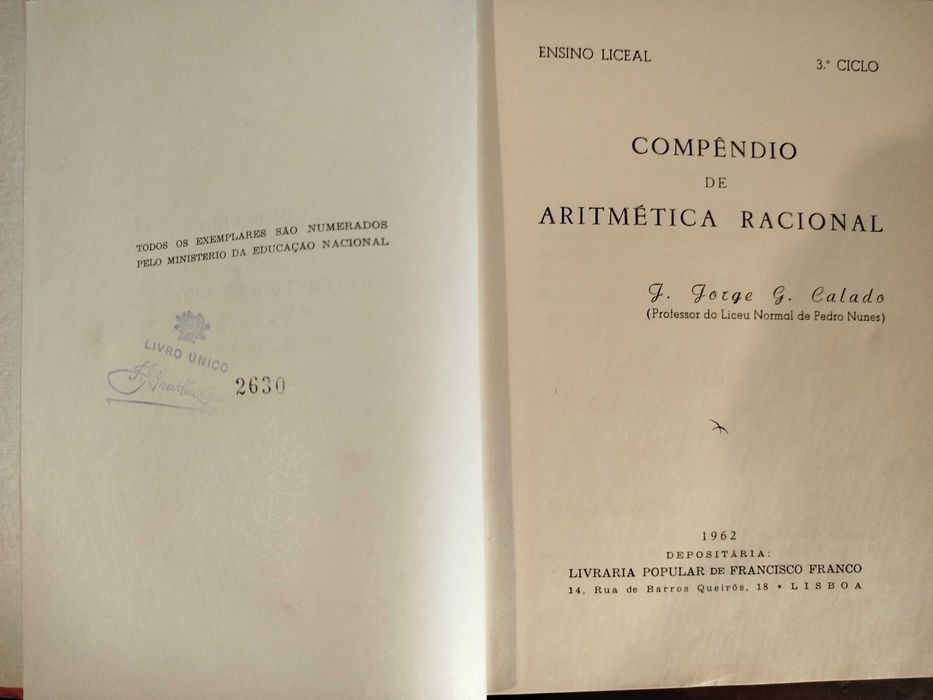 TODOS OS EXEMPLARES SÃO NUMERADOS
PELO MINISTÉRIO DA EDUCAÇÃO NACIONAL
LIVRO ÚNICO
2630
ENSINO LICEAL
3.º CICLO
COMPÊNDIO
DE
ARITMÉTICA RACIONAL
J. Jorge G. Calado
(Professor do Liceu Normal de Pedro Nunes)
1962
DEPOSITÁRIA:
LIVRARIA POPULAR DE FRANCISCO FRANCO
14, Rua de Barros Queirós, 18 • LISBOA